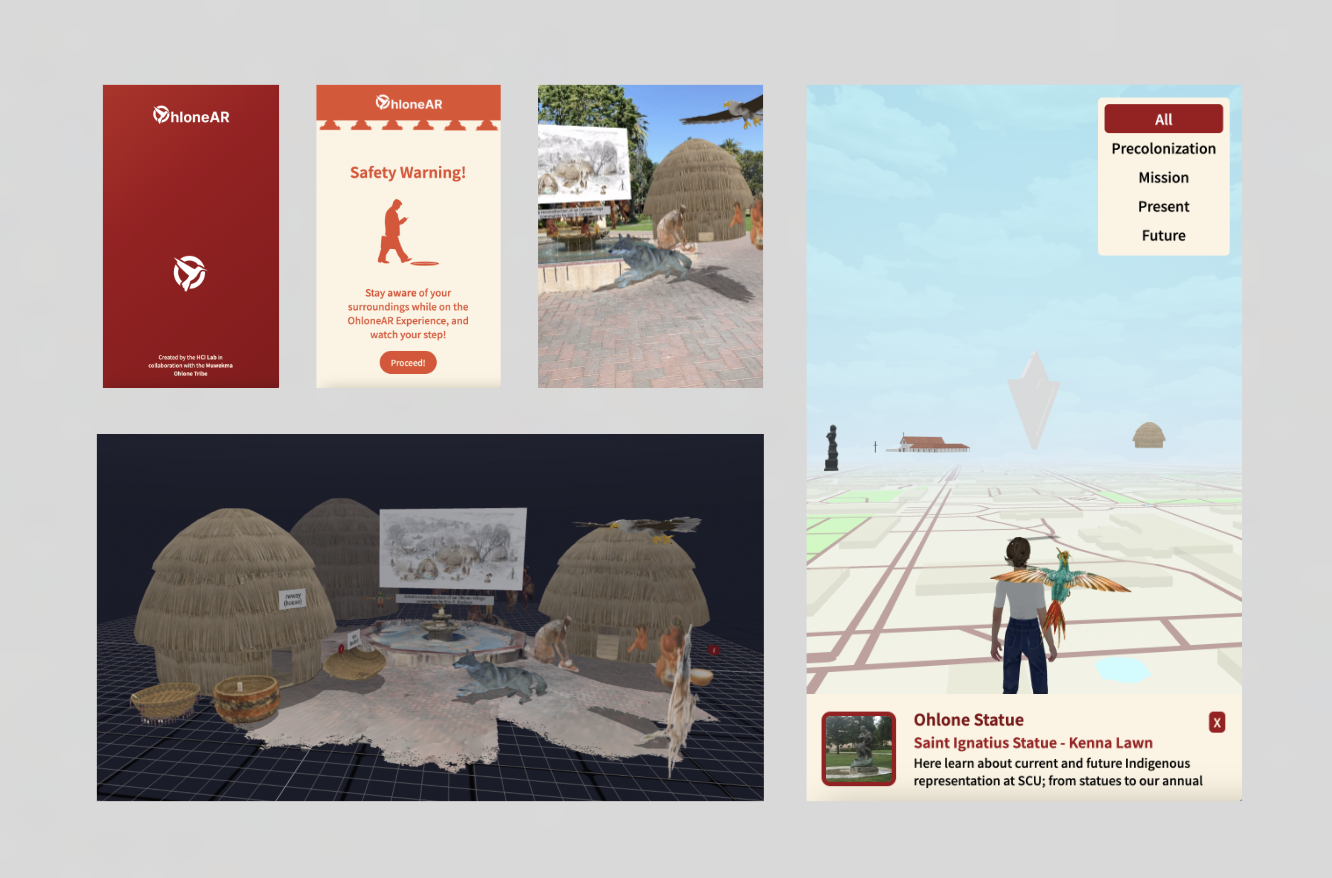 OhloneAR
Created by the HCI Lab in
collaboration with the Muwekma
Ohlone Tribe
OhloneAR
Safety Warning!
Stay aware of your
surroundings while on the
OhloneAR Experience, and
watch your step!
Proceed!
ruway
(house)
All
Precolonization
Mission
Present
Future
Ohlone Statue
X
Saint Ignatius Statue - Kenna Lawn
Here learn about current and future Indigenous
representation at SCU; from statues to our annual